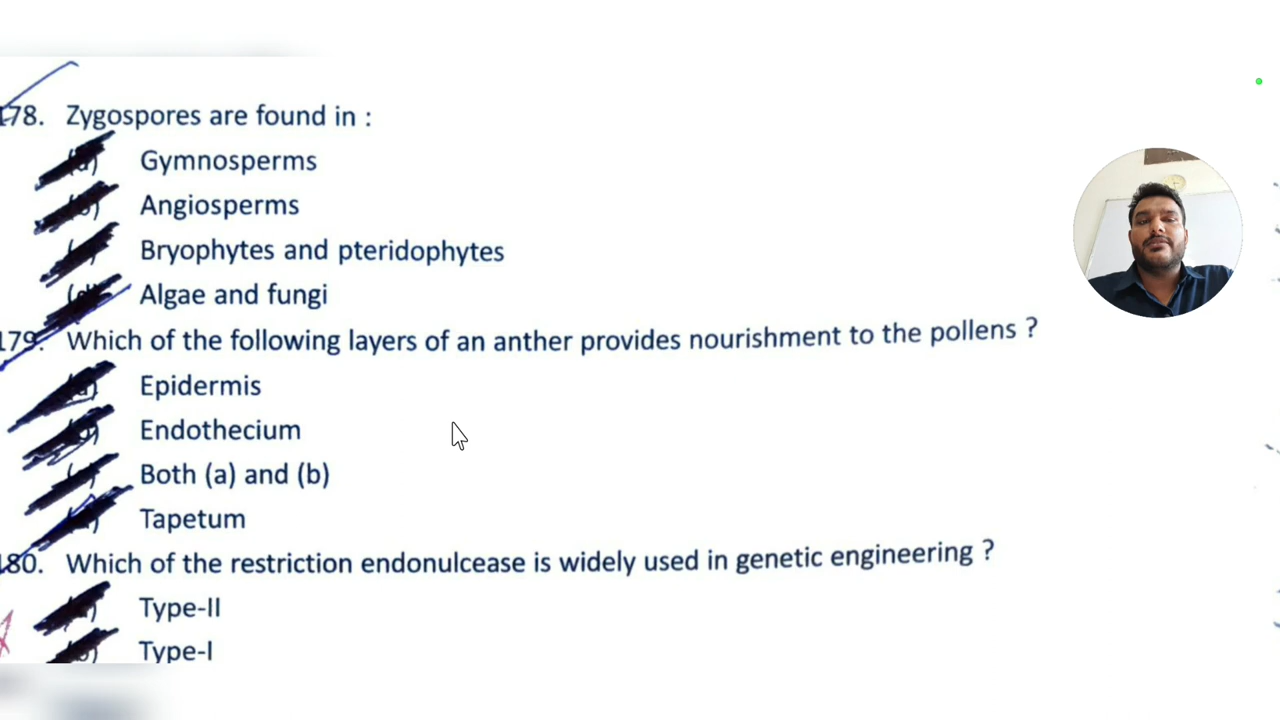 178. Zygospores are found in :
Gymnosperms
Angiosperms
Bryophytes and pteridophytes
(d) Algae and fungi
179. Which of the following layers of an anther provides nourishment to the pollens ?
Epidermis
Endothecium
Both (a) and (b)
Tapetum
180. Which of the restriction endonulcease is widely used in genetic engineering ?
Type-II
Type-I